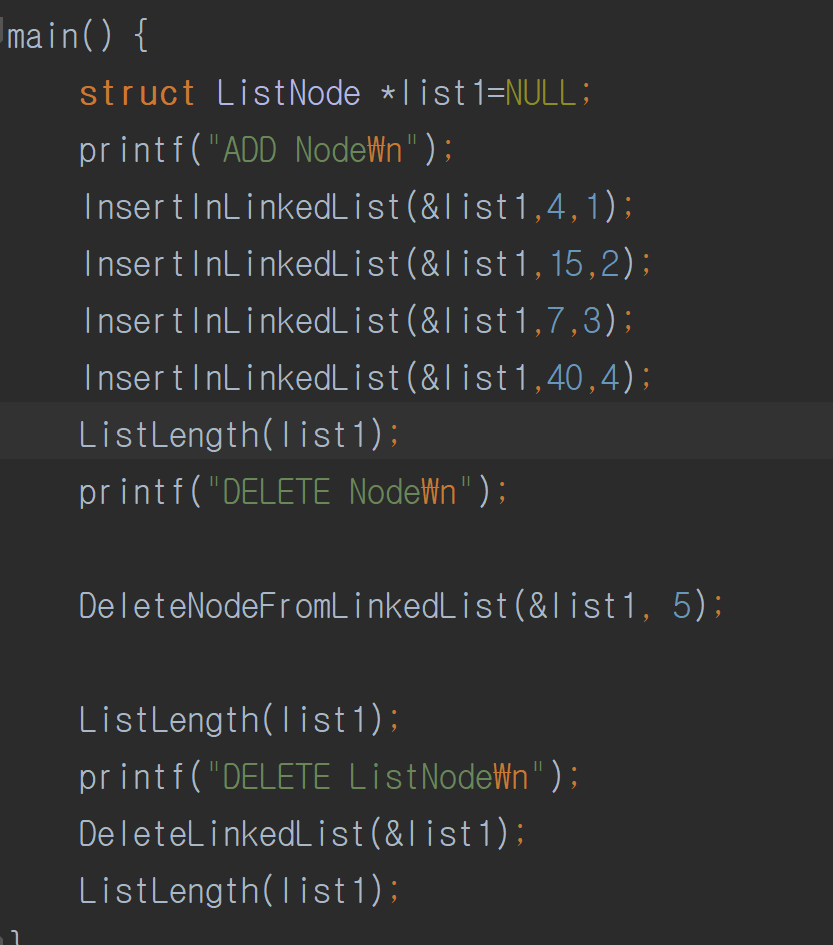 main() {
struct ListNode *list1=NULL;
printf("ADD Node₩n");
InsertInLinkedList(&list1,4,1);
InsertInLinkedList(&list1,15,2);
InsertInLinkedList(&list1,7,3);
InsertInLinkedList(&list1,40,4);
ListLength(list1);
printf("DELETE Node₩n");
DeleteNodeFromLinkedList(&list1, 5);
ListLength(list1);
printf("DELETE ListNode₩n");
DeleteLinkedList(&list1);
ListLength(list1);
}